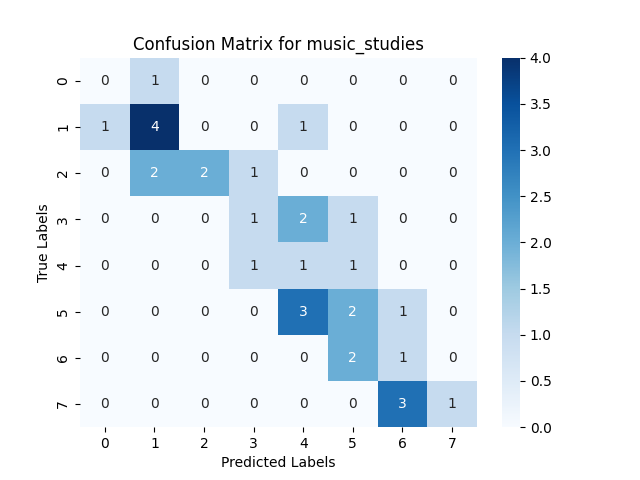 Confusion Matrix for music_studies
True Labels
0 0 1 0 0 0 0 0 0
1 1 4 0 0 1 0 0 0
2 0 2 2 1 0 0 0 0
3 0 0 0 1 2 1 0 0
4 0 0 0 1 1 1 0 0
5 0 0 0 0 3 2 1 0
6 0 0 0 0 0 2 1 0
7 0 0 0 0 0 0 3 1
0 1 2 3 4 5 6 7
Predicted Labels
4.0
3.5
3.0
2.5
2.0
1.5
1.0
0.5
0.0